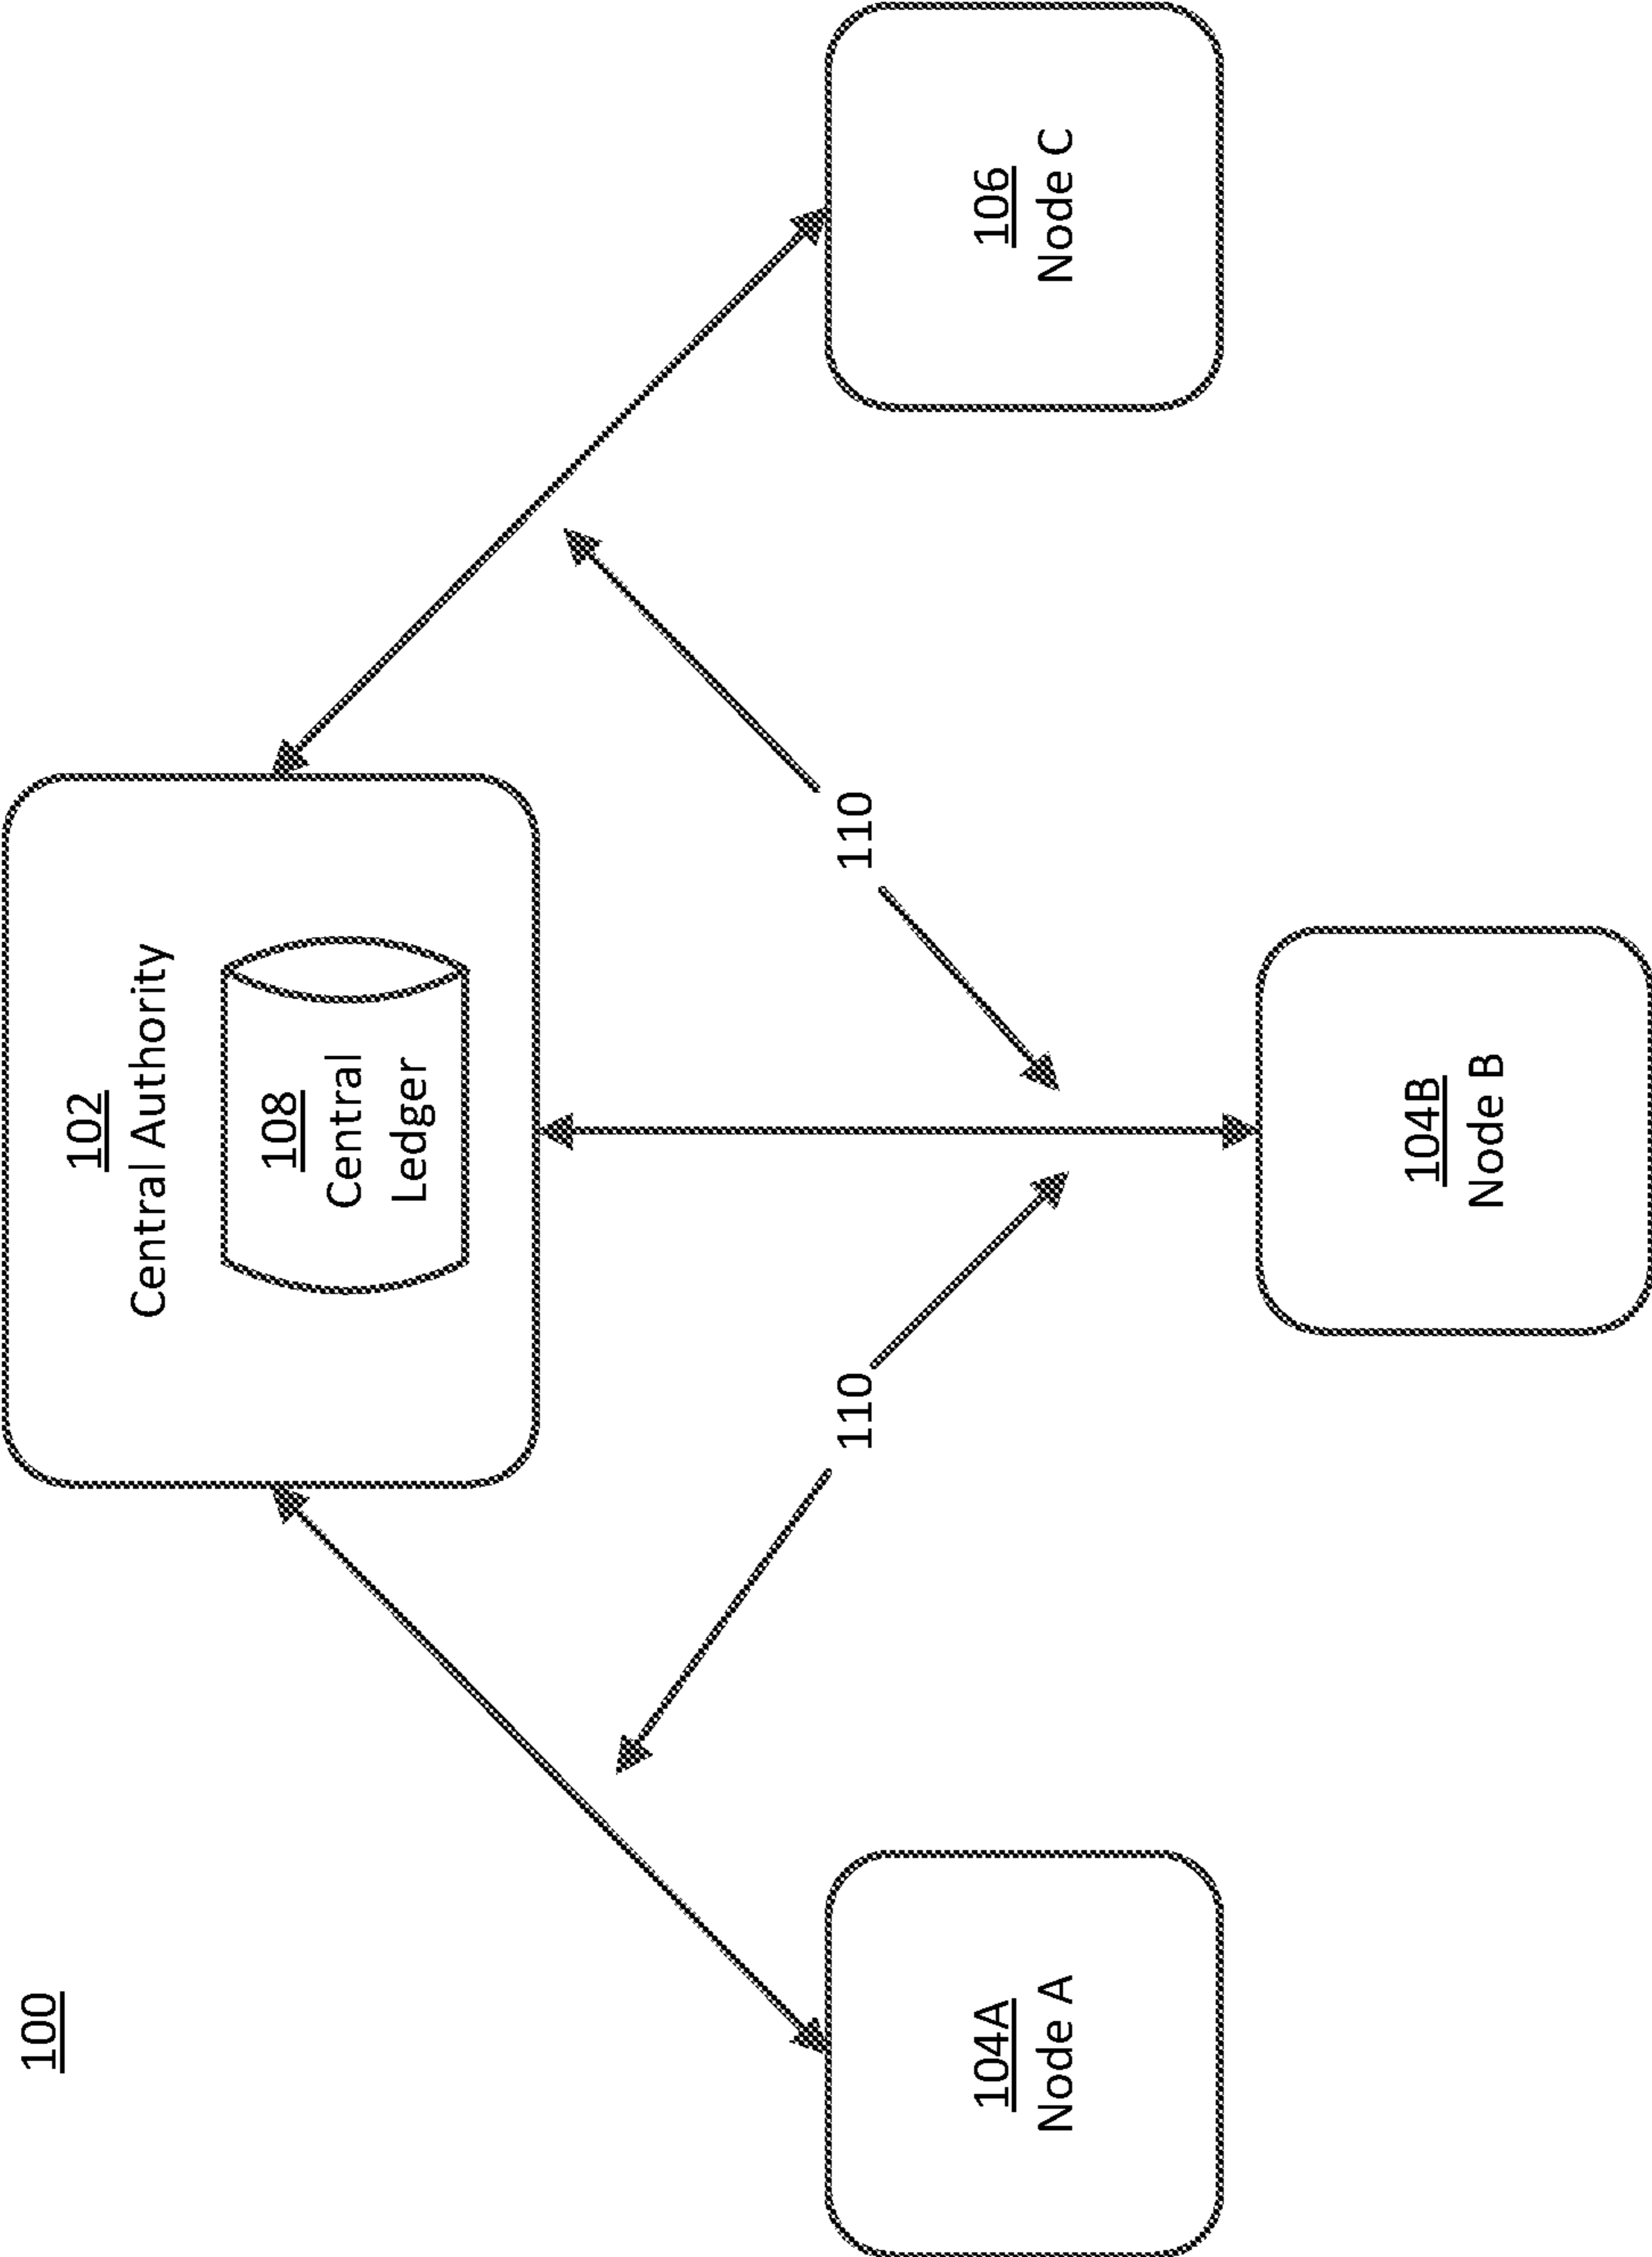 100
102
Central Authority
108
Central
Ledger
110
110
104A
Node A
104B
Node B
106
Node C